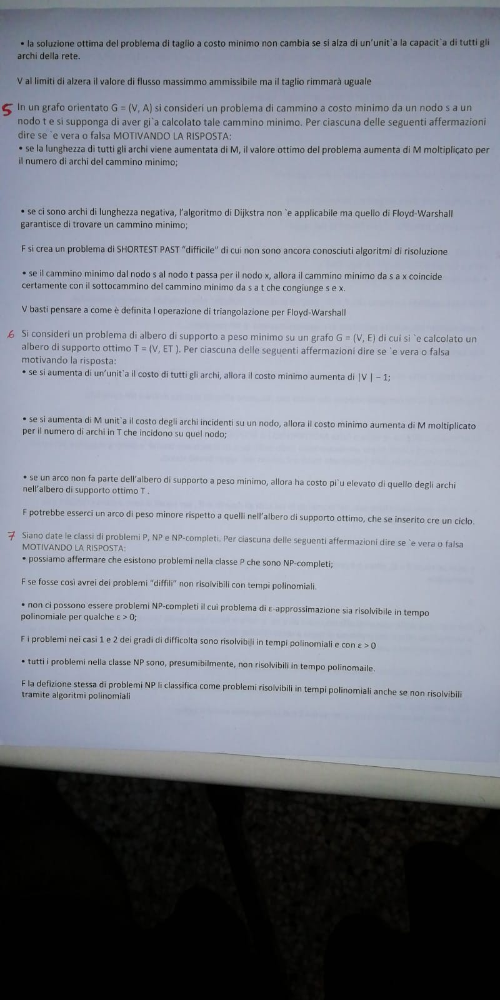 • la soluzione ottima del problema di taglio a costo minimo non cambia se si alza di un'unit`a la capacit`a di tutti gli
archi della rete.
V al limiti di alzera il valore di flusso massimmo ammissibile ma il taglio rimmarà uguale
5 In un grafo orientato G = (V, A) si consideri un problema di cammino a costo minimo da un nodo s a un
nodo t e si supponga di aver gi`a calcolato tale cammino minimo. Per ciascuna delle seguenti affermazioni
dire se `e vera o falsa MOTIVANDO LA RISPOSTA:
• se la lunghezza di tutti gli archi viene aumentata di M, il valore ottimo del problema aumenta di M moltiplicato per
il numero di archi del cammino minimo;
• se ci sono archi di lunghezza negativa, l'algoritmo di Dijkstra non `e applicabile ma quello di Floyd-Warshall
garantisce di trovare un cammino minimo;
F si crea un problema di SHORTEST PAST "difficile" di cui non sono ancora conosciuti algoritmi di risoluzione
• se il cammino minimo dal nodo s al nodo t passa per il nodo x, allora il cammino minimo da s a x coincide
certamente con il sottocammino del cammino minimo da s a t che congiunge s e x.
V basti pensare a come è definita l operazione di triangolazione per Floyd-Warshall
6 Si consideri un problema di albero di supporto a peso minimo su un grafo G = (V, E) di cui si `e calcolato un
albero di supporto ottimo T = (V, ET ). Per ciascuna delle seguenti affermazioni dire se `e vera o falsa
motivando la risposta:
• se si aumenta di un'unit`a il costo di tutti gli archi, allora il costo minimo aumenta di |V | − 1;
• se si aumenta di M unit`a il costo degli archi incidenti su un nodo, allora il costo minimo aumenta di M moltiplicato
per il numero di archi in T che incidono su quel nodo;
• se un arco non fa parte dell'albero di supporto a peso minimo, allora ha costo pi`u elevato di quello degli archi
nell'albero di supporto ottimo T .
F potrebbe esserci un arco di peso minore rispetto a quelli nell'albero di supporto ottimo, che se inserito cre un ciclo.
7 Siano date le classi di problemi P, NP e NP-completi. Per ciascuna delle seguenti affermazioni dire se `e vera o falsa
MOTIVANDO LA RISPOSTA:
• possiamo affermare che esistono problemi nella classe P che sono NP-completi;
F se fosse così avrei dei problemi "diffili" non risolvibili con tempi polinomiali.
• non ci possono essere problemi NP-completi il cui problema di ε-approssimazione sia risolvibile in tempo
polinomiale per qualche ε > 0;
F i problemi nei casi 1 e 2 dei gradi di difficolta sono risolvibili in tempi polinomiali e con ε > 0
• tutti i problemi nella classe NP sono, presumibilmente, non risolvibili in tempo polinomaile.
F la defizione stessa di problemi NP li classifica come problemi risolvibili in tempi polinomiali anche se non risolvibili
tramite algoritmi polinomiali